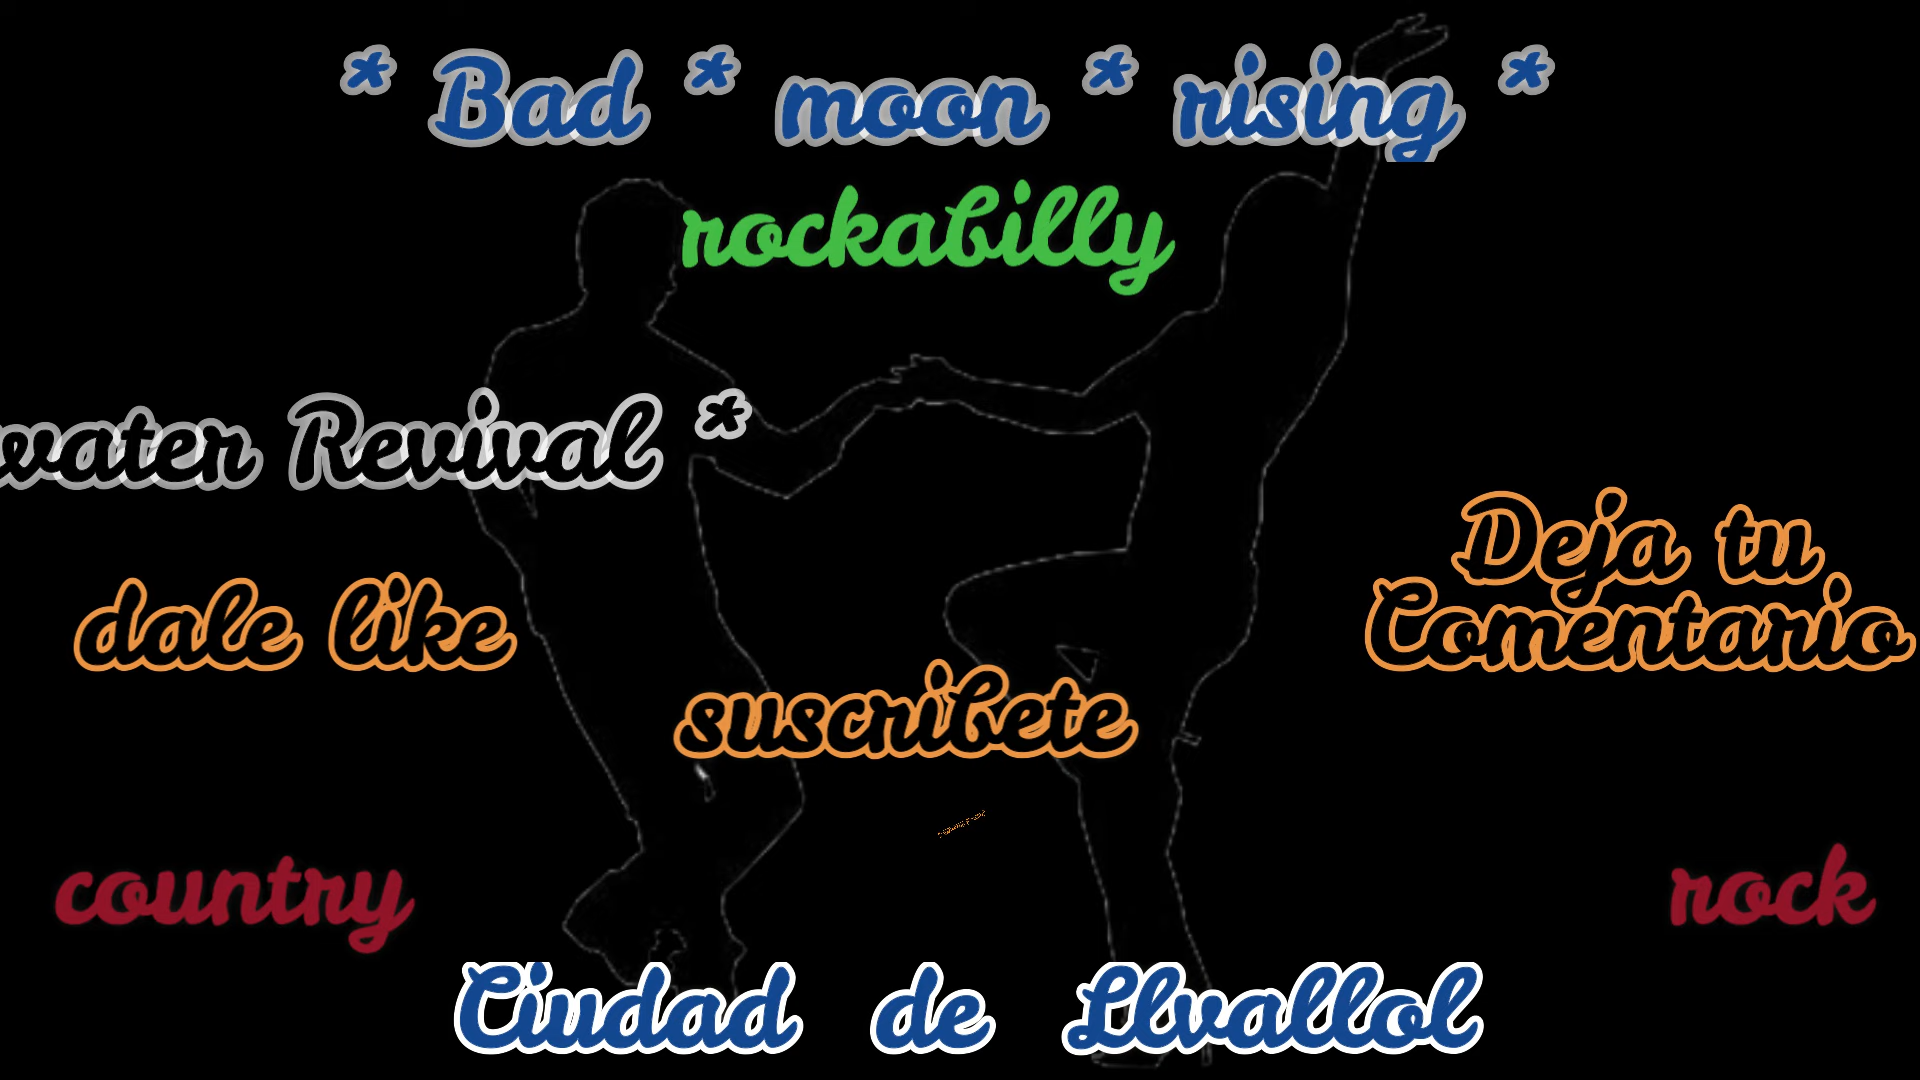 * Bad * moon * rising *
rockabilly
water Revival *
Deja tu
Comentario
dale like
suscribete
country
rock
Ciudad de Llvallol